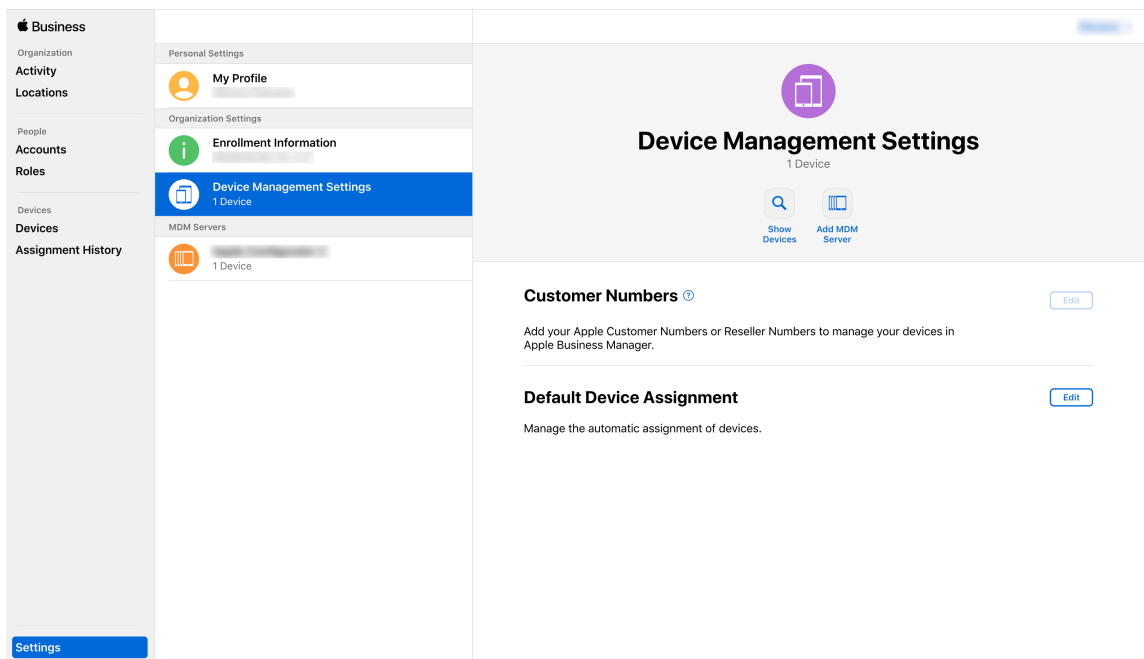 Business
Organization
Activity
Locations
People
Accounts
Roles
Devices
Devices
Assignment History
Settings
Personal Settings
My Profile
Organization Settings
Enrollment Information
Device Management Settings
1 Device
MDM Servers
1 Device
Device Management Settings
1 Device
Show
Devices
Add MDM
Server
Customer Numbers ?
Edit
Add your Apple Customer Numbers or Reseller Numbers to manage your devices in
Apple Business Manager.
Default Device Assignment
Edit
Manage the automatic assignment of devices.